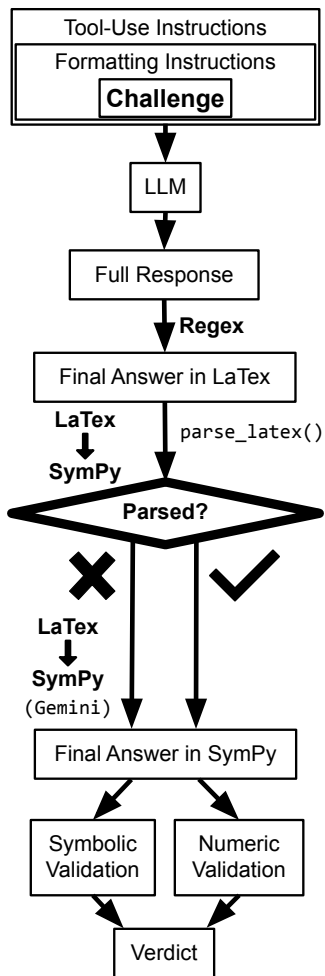 Tool-Use Instructions
Formatting Instructions
Challenge
LLM
Full Response
Regex
Final Answer in LaTex
LaTex
SymPy
parse_latex()
Parsed?
LaTex
SymPy
(Gemini)
Final Answer in SymPy
Symbolic
Validation
Numeric
Validation
Verdict